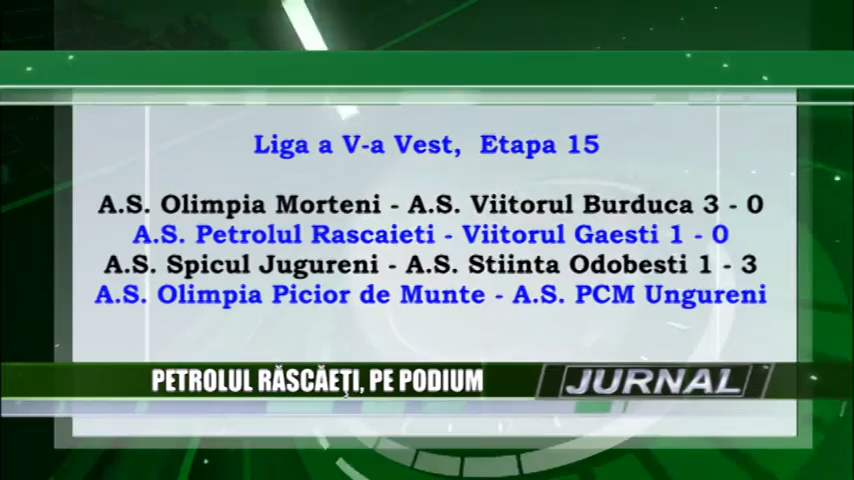 Liga a V-a Vest, Etapa 15
A.S. Olimpia Morteni - A.S. Viitorul Burduca 3 - 0
A.S. Petrolul Rascaieti - Viitorul Gaesti 1 - 0
A.S. Spicul Jugureni - A.S. Stiinta Odobesti 1 - 3
A.S. Olimpia Picior de Munte - A.S. PCM Ungureni
PETROLUL RĂSCĂEŢI, PE PODIUM
JURNAL